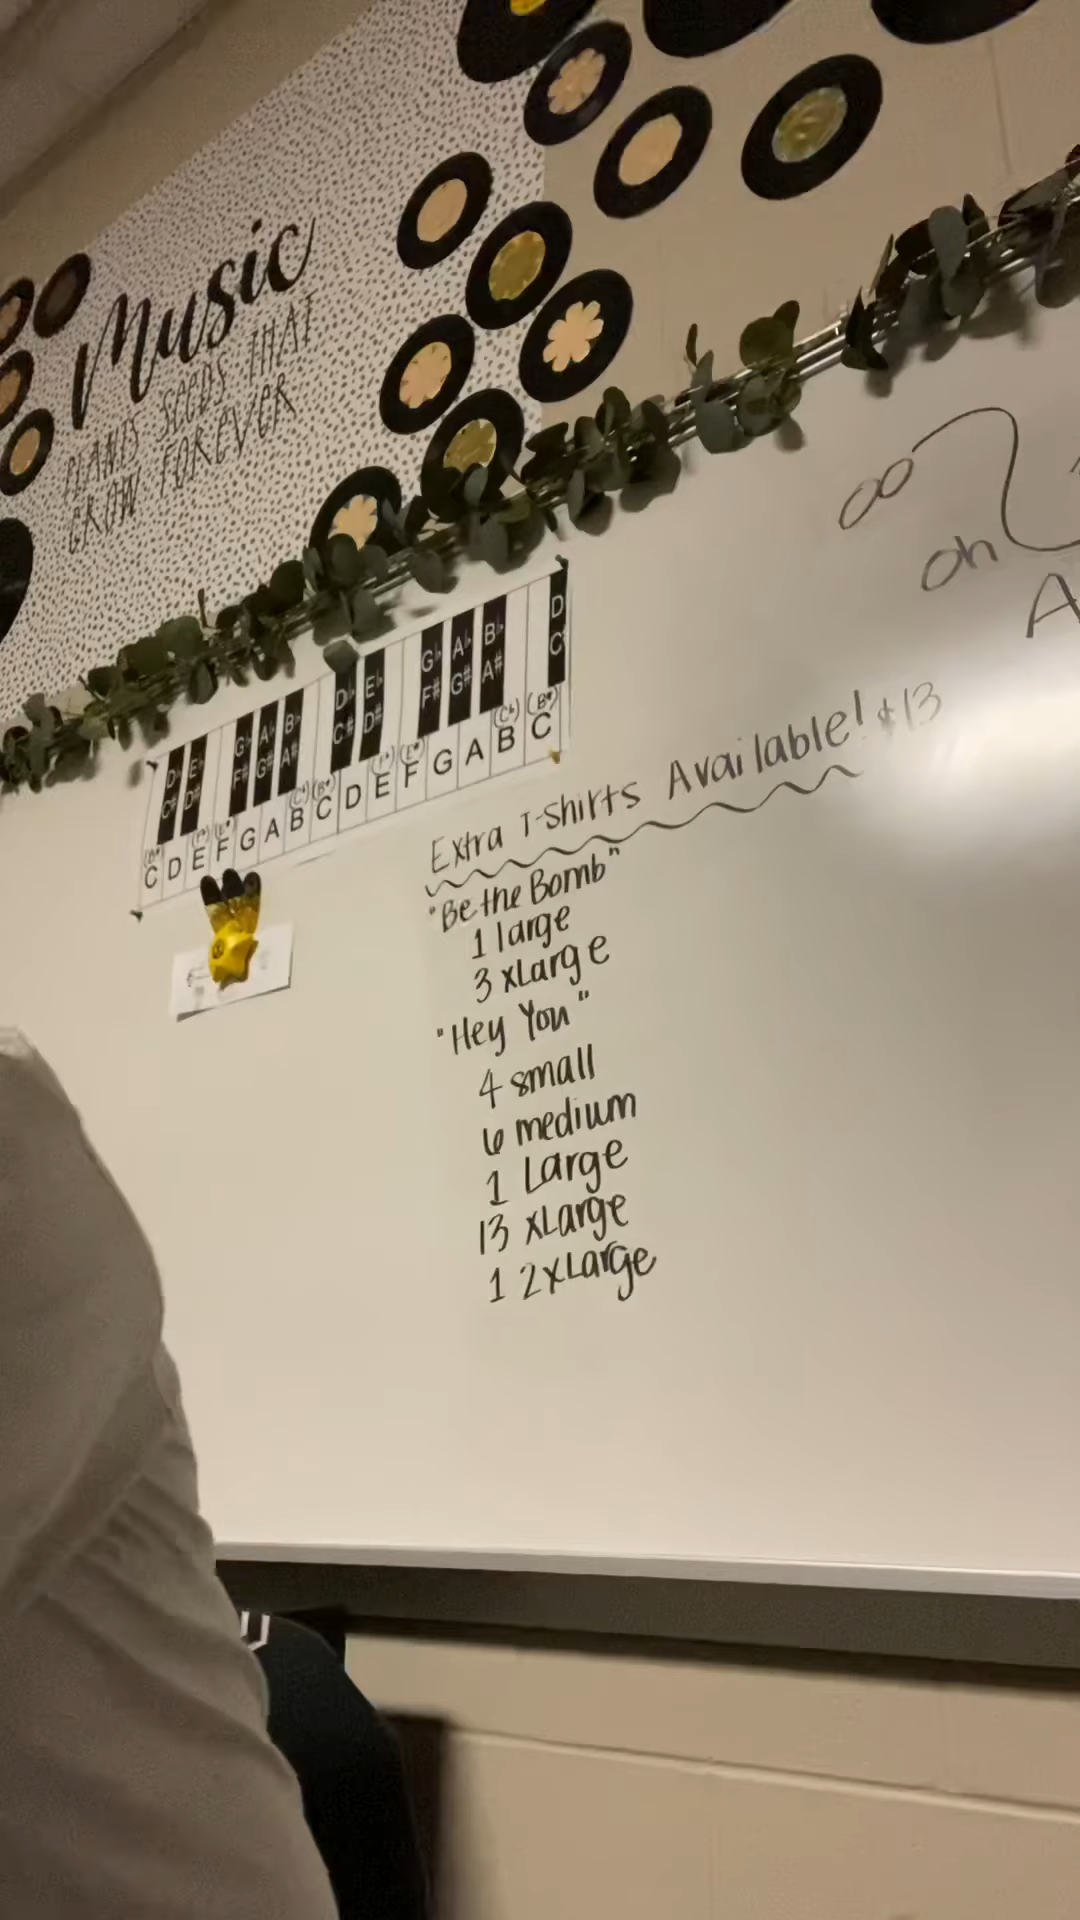 Music
PLANTS SEEDS THAT
GROW FOREVER
oo
oh
A
D♭ E♭ G♭ A♭ B♭ D♭ E♭ G♭ A♭ B♭ D
C# D# F# G# A# C# D# F# G# A# C#
(B#) (F♭) (E#) (C♭) (B#) (F♭) (E#) (C♭) (B#)
C D E F G A B C D E F G A B C
Extra T-shirts Available! $13
"Be the Bomb"
1 large
3 xLarge
"Hey You"
4 small
6 medium
1 Large
13 xLarge
1 2xLarge